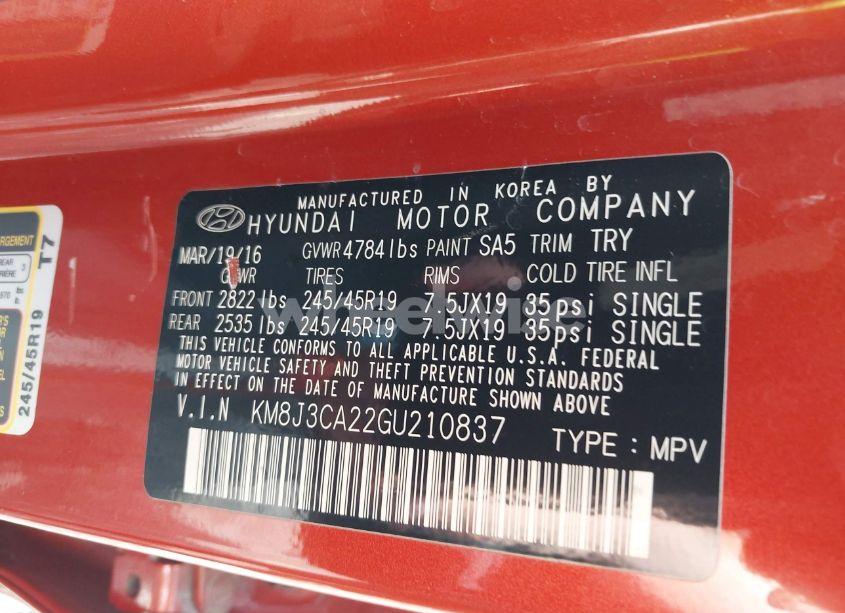 MANUFACTURED IN KOREA BY
HYUNDAI MOTOR COMPANY
MAR/19/16 GVWR 4784 lbs PAINT SA5 TRIM TRY
TIRES RIMS COLD TIRE INFL
FRONT 2822 lbs 245/45R19 7.5JX19 35psi SINGLE
REAR 2535 lbs 245/45R19 7.5JX19 35psi SINGLE
THIS VEHICLE CONFORMS TO ALL APPLICABLE U.S.A. FEDERAL
MOTOR VEHICLE SAFETY AND THEFT PREVENTION STANDARDS
IN EFFECT ON THE DATE OF MANUFACTURE SHOWN ABOVE
V.I.N KM8J3CA22GU210837
TYPE : MPV
T7
245/45R19